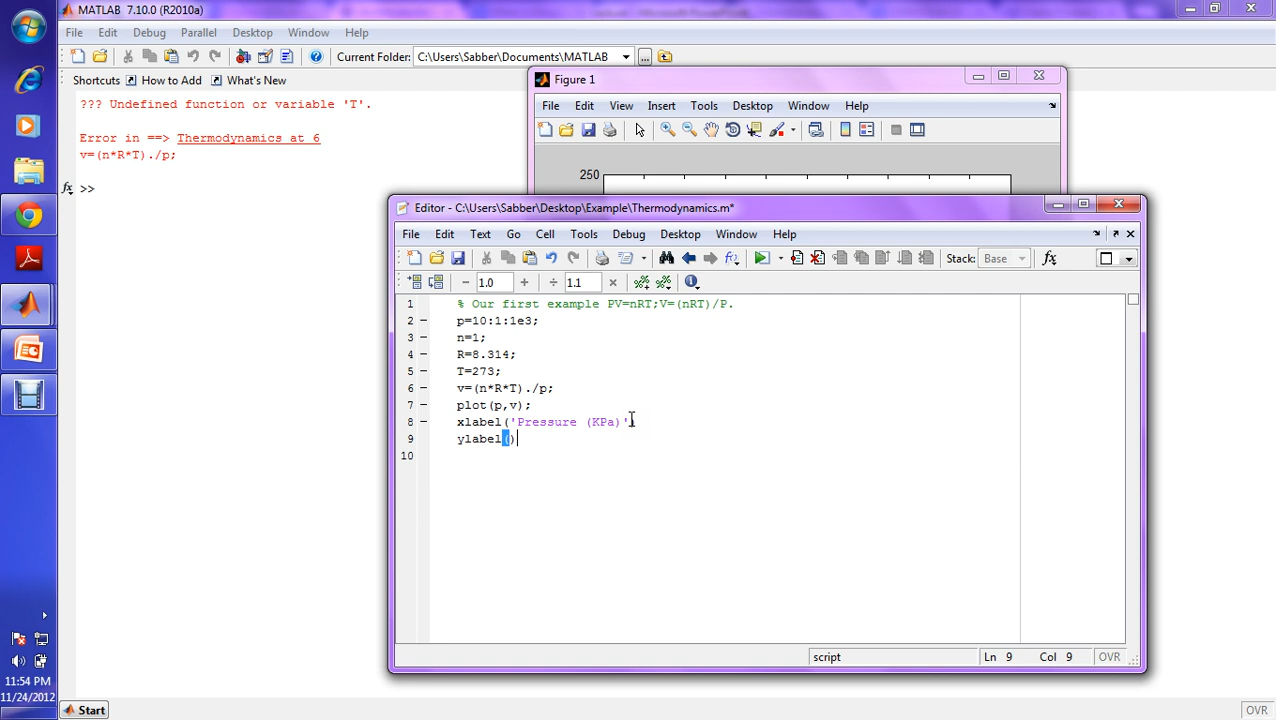 MATLAB 7.10.0 (R2010a)
File Edit Debug Parallel Desktop Window Help
Current Folder: C:\Users\Sabber\Documents\MATLAB
Shortcuts How to Add What's New
??? Undefined function or variable 'T'.
Error in ==> Thermodynamics at 6
v=(n*R*T)./p;
fx >>
Figure 1
File Edit View Insert Tools Desktop Window Help
250
Editor - C:\Users\Sabber\Desktop\Example\Thermodynamics.m*
File Edit Text Go Cell Tools Debug Desktop Window Help
Stack: Base fx
1.0 1.1
1 % Our first example PV=nRT;V=(nRT)/P.
2 p=10:1:1e3;
3 n=1;
4 R=8.314;
5 T=273;
6 v=(n*R*T)./p;
7 plot(p,v);
8 xlabel('Pressure (KPa)')
9 ylabel()
10
script Ln 9 Col 9 OVR
11:54 PM
11/24/2012
Start
OVR